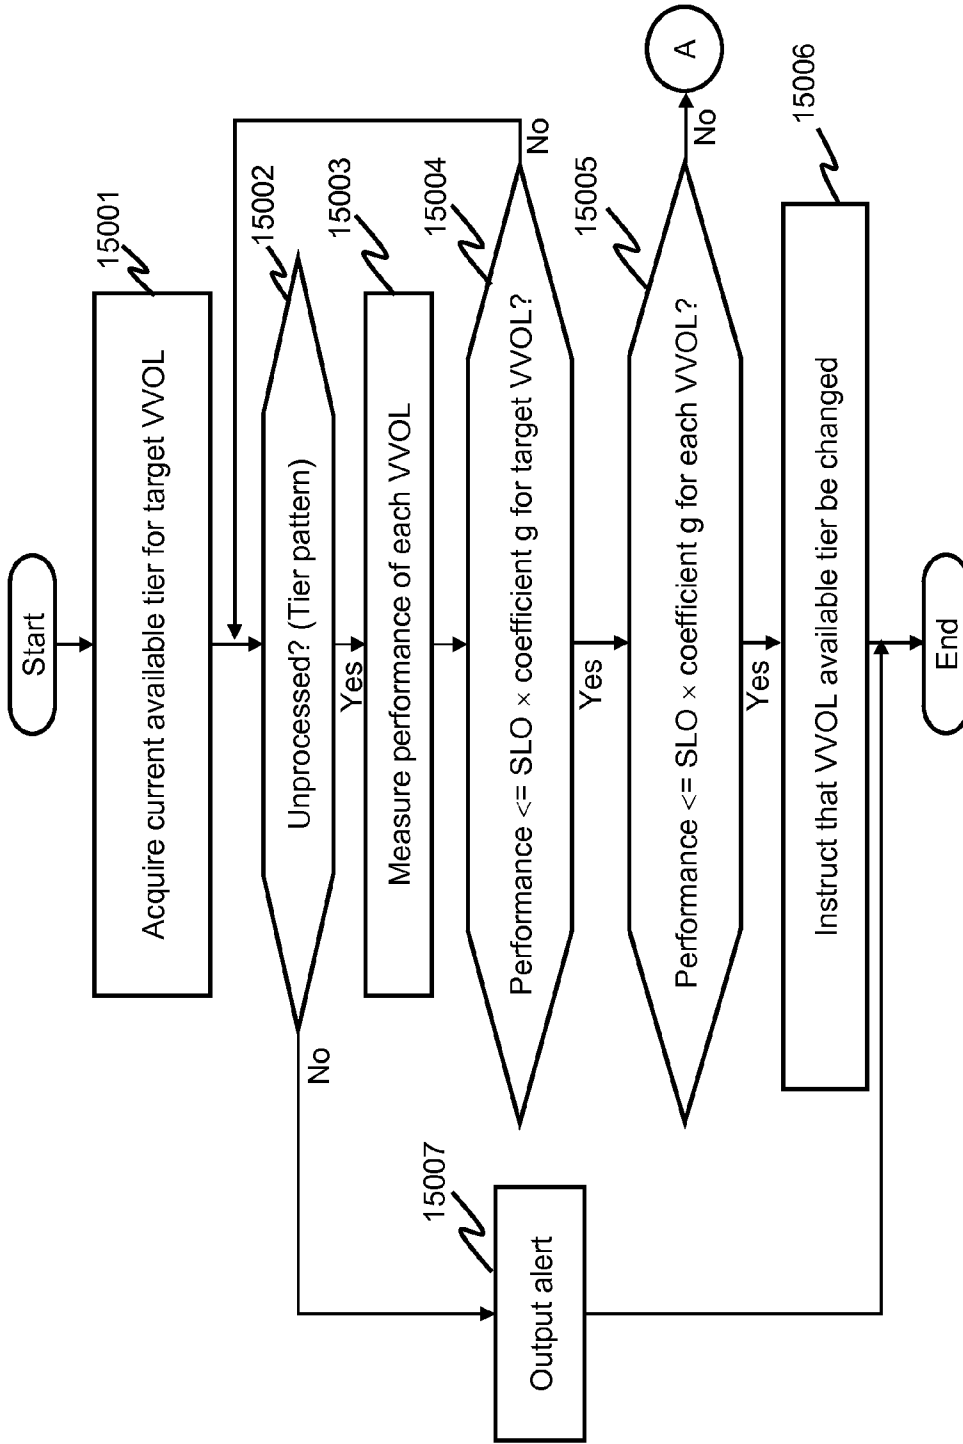 Start
15001
Acquire current available tier for target VVOL
15002
Unprocessed? (Tier pattern)
No
Yes
15003
Measure performance of each VVOL
15004
Performance <= SLO × coefficient g for target VVOL?
No
Yes
15005
Performance <= SLO × coefficient g for each VVOL?
No
A
Yes
15006
Instruct that VVOL available tier be changed
15007
Output alert
End